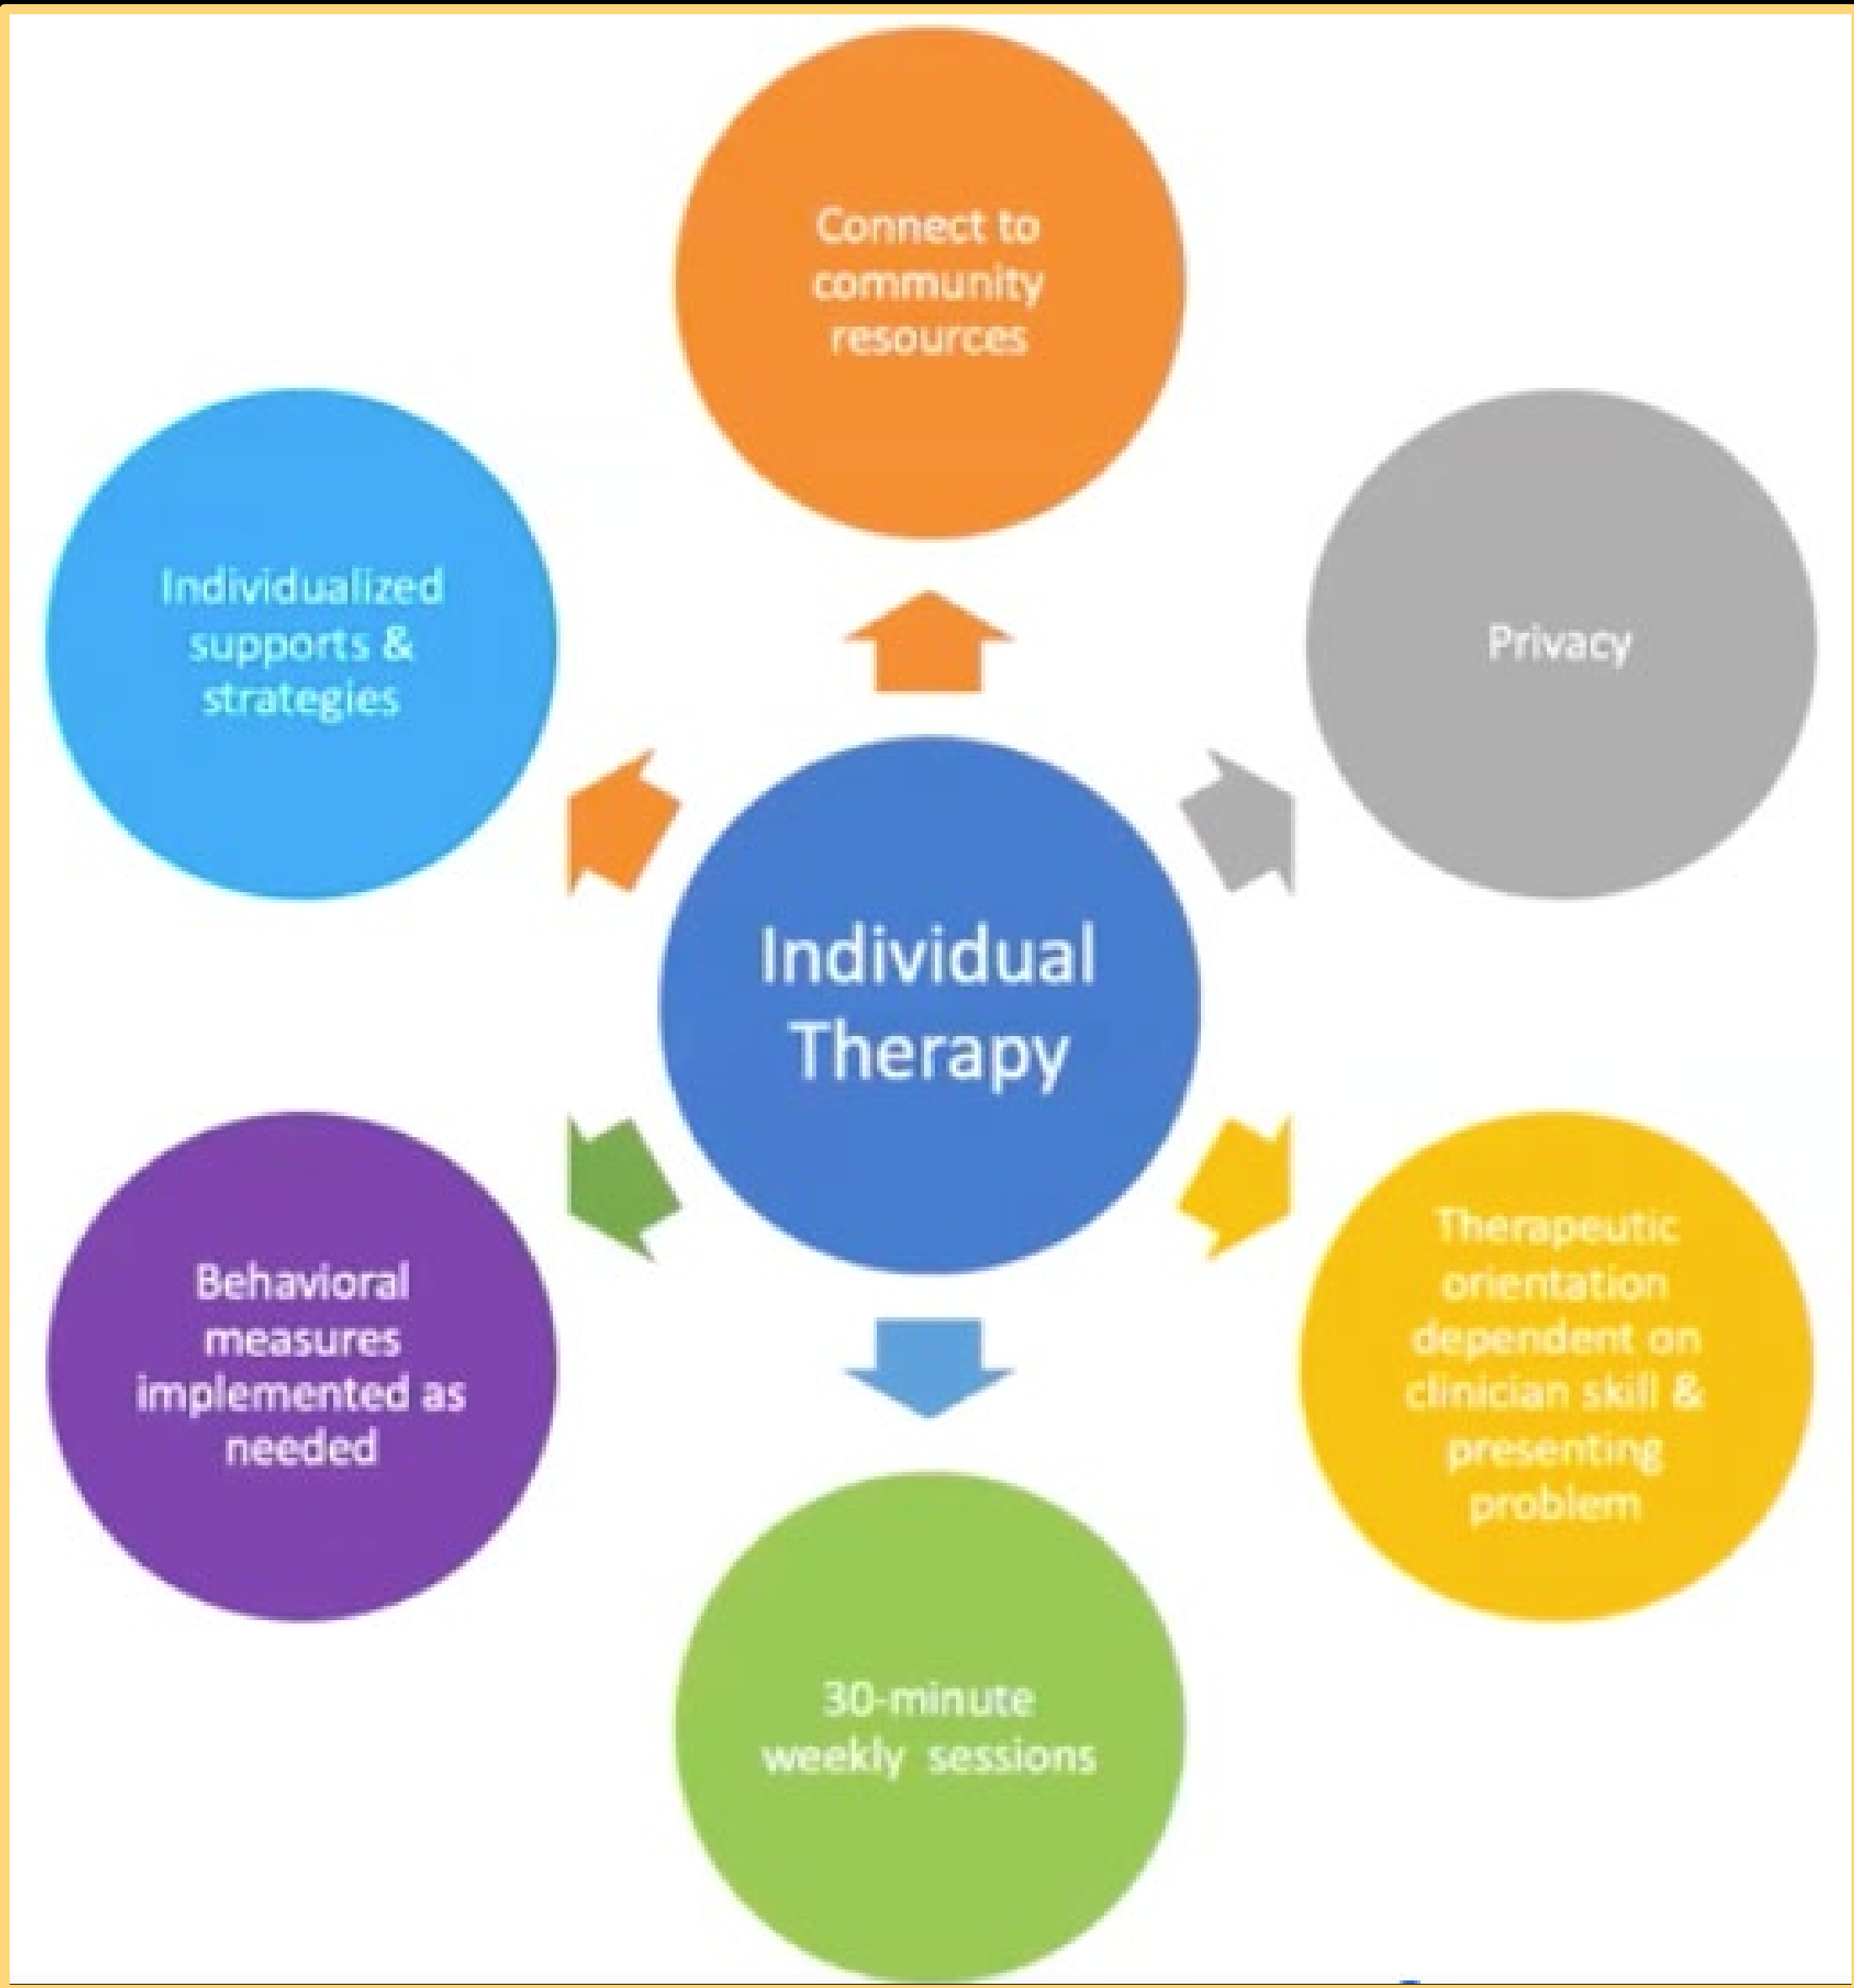 Connect to
community
resources
Individualized
supports &
strategies
Privacy
Individual
Therapy
Behavioral
measures
implemented as
needed
Therapeutic
orientation
dependent on
clinician skill &
presenting
problem
30-minute
weekly sessions